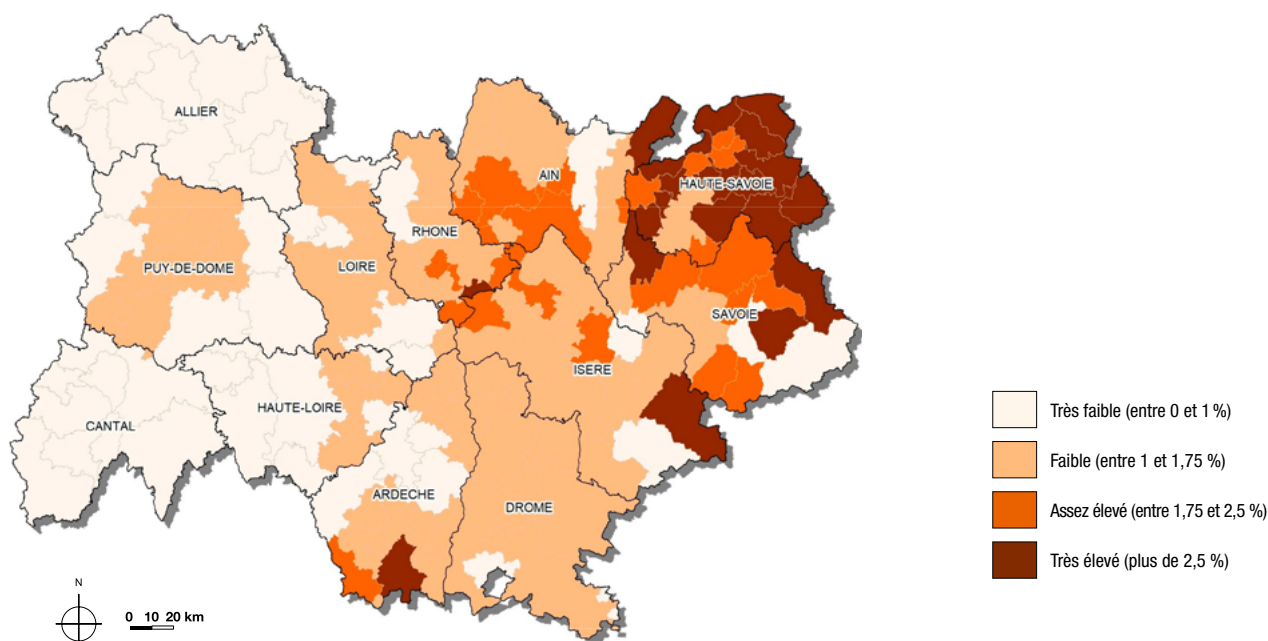 ALLIER
AIN
HAUTE-SAVOIE
RHONE
PUY-DE-DOME
LOIRE
SAVOIE
ISERE
HAUTE-LOIRE
CANTAL
ARDECHE
DROME
Très faible (entre 0 et 1 %)
Faible (entre 1 et 1,75 %)
Assez élevé (entre 1,75 et 2,5 %)
Très élevé (plus de 2,5 %)
N
0 10 20 km